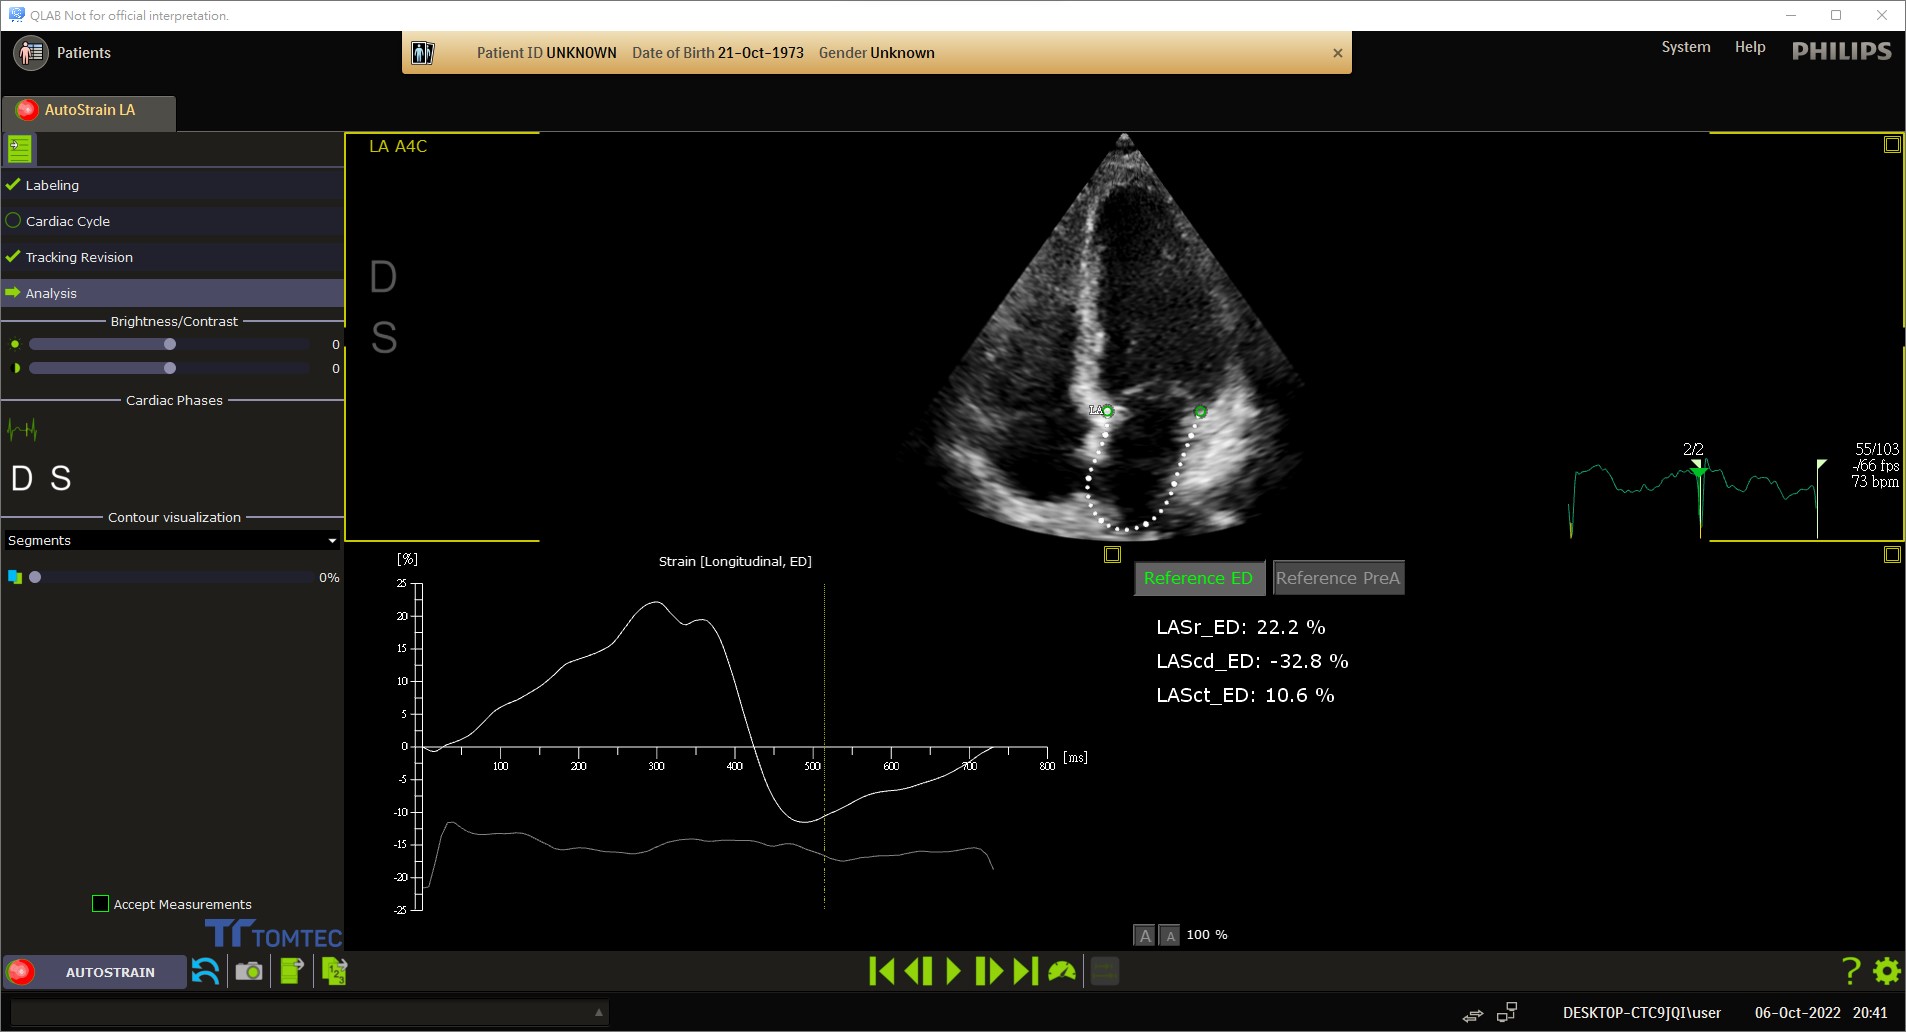 QLAB Not for official interpretation.
Patients
Patient ID UNKNOWN Date of Birth 21-Oct-1973 Gender Unknown
System Help PHILIPS
AutoStrain LA
Labeling
Cardiac Cycle
Tracking Revision
Analysis
Brightness/Contrast
0
0
Cardiac Phases
D S
Contour visualization
Segments
0%
Accept Measurements
TOMTEC
AUTOSTRAIN
LA A4C
D
S
LA
2/2
55/103
-/66 fps
73 bpm
[%]
Strain [Longitudinal, ED]
25
20
15
10
5
0
-5
-10
-15
-20
-25
100 200 300 400 500 600 700 800 [ms]
Reference ED Reference PreA
LASr_ED: 22.2 %
LAScd_ED: -32.8 %
LASct_ED: 10.6 %
A A 100 %
DESKTOP-CTC9JQI\user 06-Oct-2022 20:41